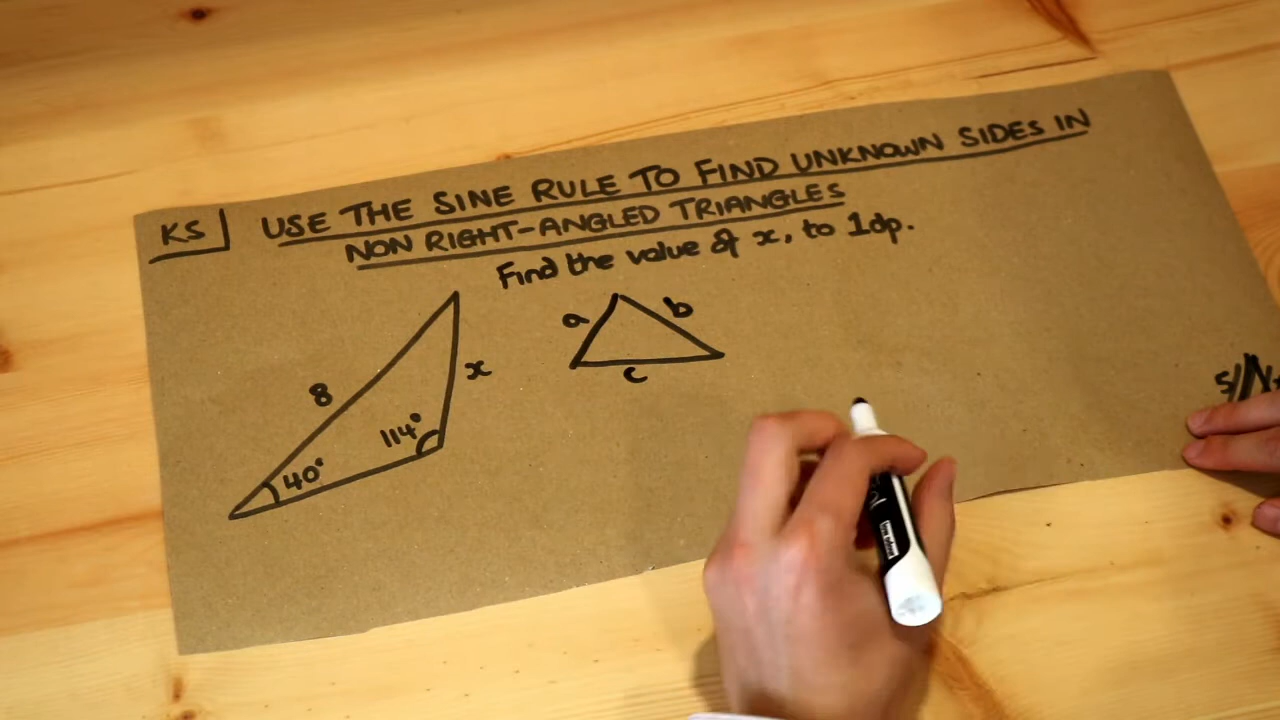 KS
USE THE SINE RULE TO FIND UNKNOWN SIDES IN
NON RIGHT-ANGLED TRIANGLES
Find the value of x, to 1dp.
8
x
114°
40°
a
b
c